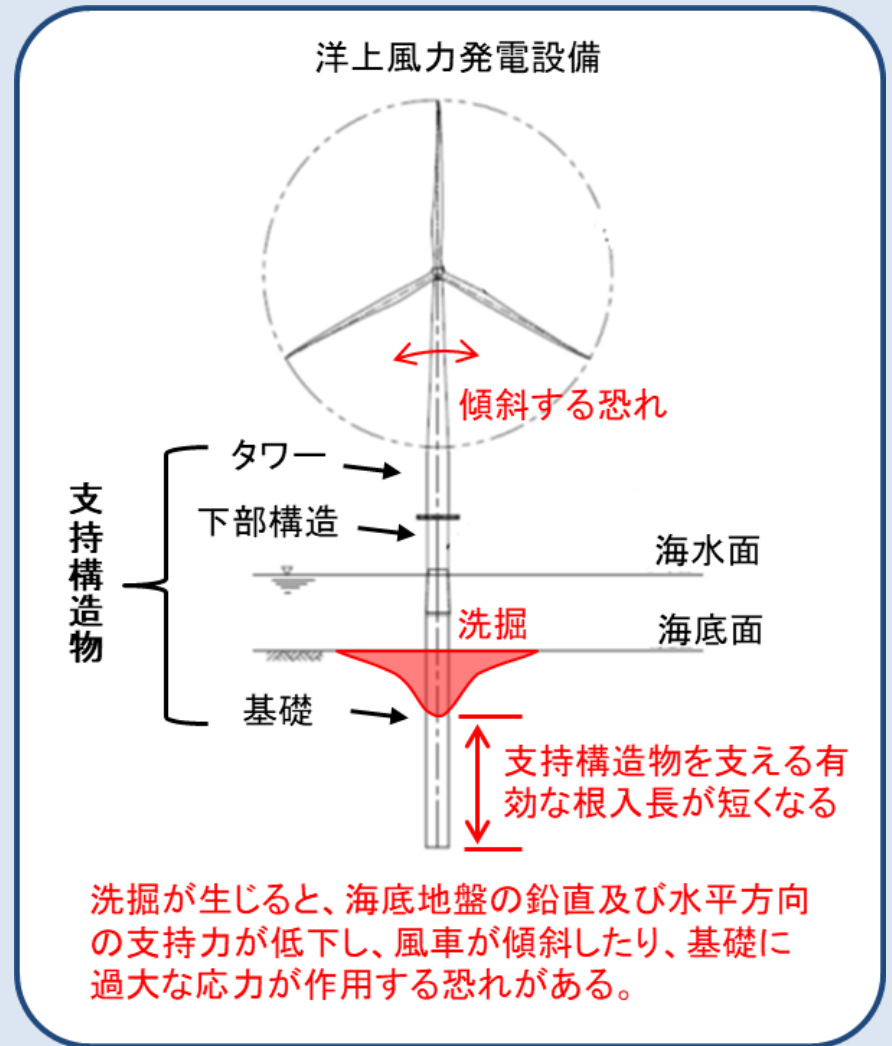 洋上風力発電設備
傾斜する恐れ
タワー
下部構造
支持構造物
海水面
洗掘
海底面
基礎
支持構造物を支える有
効な根入長が短くなる
洗掘が生じると、海底地盤の鉛直及び水平方向
の支持力が低下し、風車が傾斜したり、基礎に
過大な応力が作用する恐れがある。